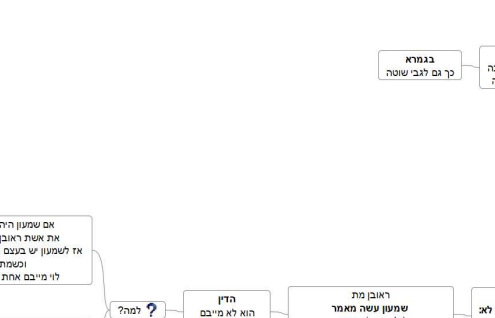 בגמרא
כך גם לגבי שוטה
ראובן מת
שמעון עשה מאמר
לא:
הדין
הוא לא מייבם
למה?
אם שמעון היה
את אשת ראובן
אז לשמעון יש בעצם
וכשמת
לוי מייבם אחת